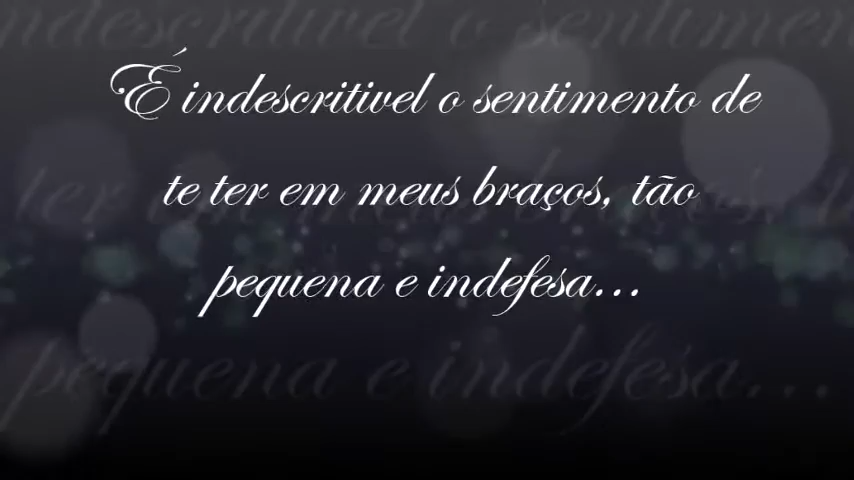 É indescritivel o sentimento de
te ter em meus braços, tão
pequena e indefesa...